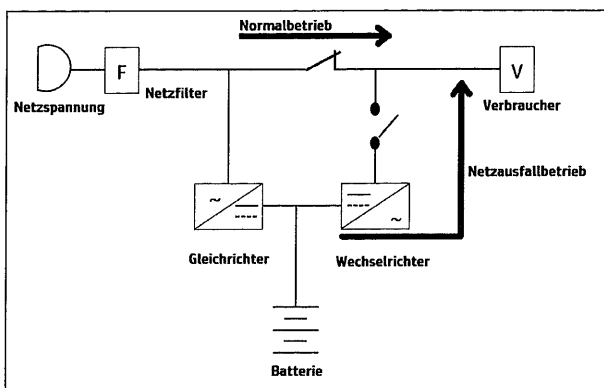 Normalbetrieb
F
V
Netzspannung
Netzfilter
Verbraucher
Netzausfallbetrieb
~
~
Gleichrichter
Wechselrichter
Batterie